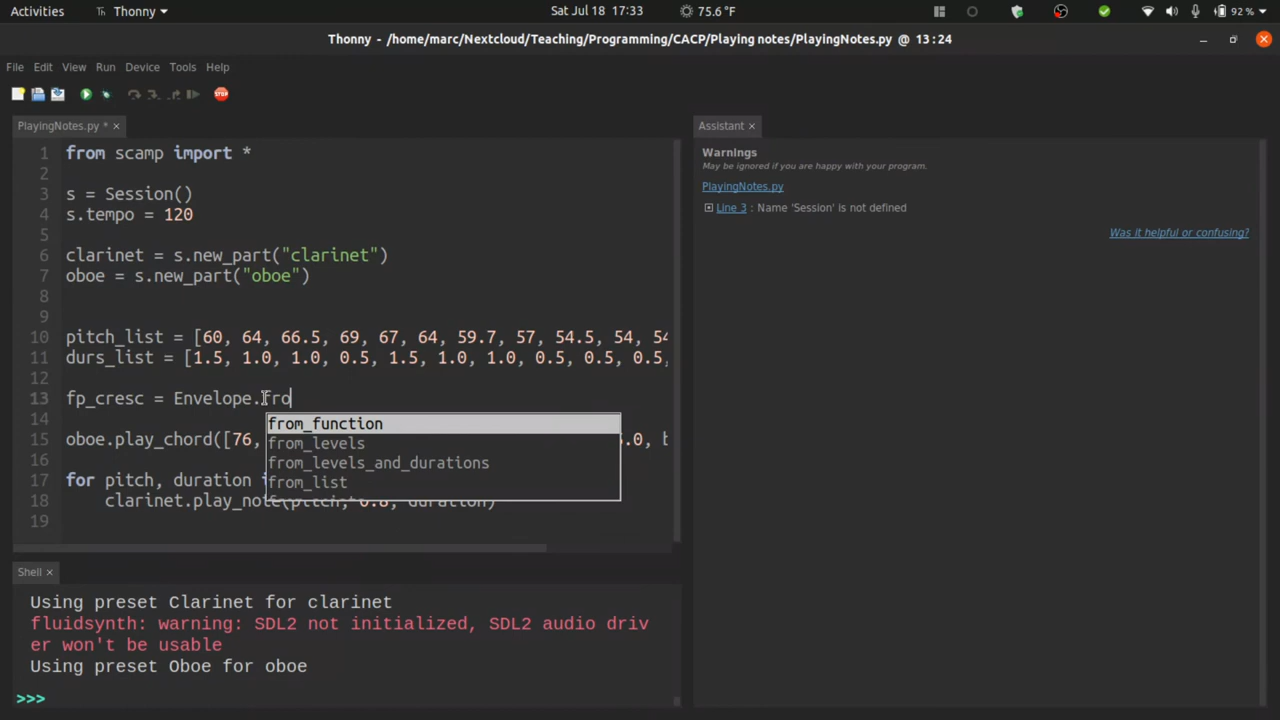 Activities Thonny Sat Jul 18 17:33 75.6 °F 92 %
Thonny - /home/marc/Nextcloud/Teaching/Programming/CACP/Playing notes/PlayingNotes.py @ 13:24
File Edit View Run Device Tools Help
STOP
PlayingNotes.py *
1 from scamp import *
2
3 s = Session()
4 s.tempo = 120
5
6 clarinet = s.new_part("clarinet")
7 oboe = s.new_part("oboe")
8
9
10 pitch_list = [60, 64, 66.5, 69, 67, 64, 59.7, 57, 54.5, 54, 54
11 durs_list = [1.5, 1.0, 1.0, 0.5, 1.5, 1.0, 1.0, 0.5, 0.5, 0.5,
12
13 fp_cresc = Envelope.fro
from_function
from_levels
from_levels_and_durations
from_list
14
15 oboe.play_chord([76, .0, b
16
17 for pitch, duration i
18 clarinet.play_note(pitch, 0.8, duration)
19
Assistant
Warnings
May be ignored if you are happy with your program.
PlayingNotes.py
Line 3 : Name 'Session' is not defined
Was it helpful or confusing?
Shell
Using preset Clarinet for clarinet
fluidsynth: warning: SDL2 not initialized, SDL2 audio driv
er won't be usable
Using preset Oboe for oboe
>>>